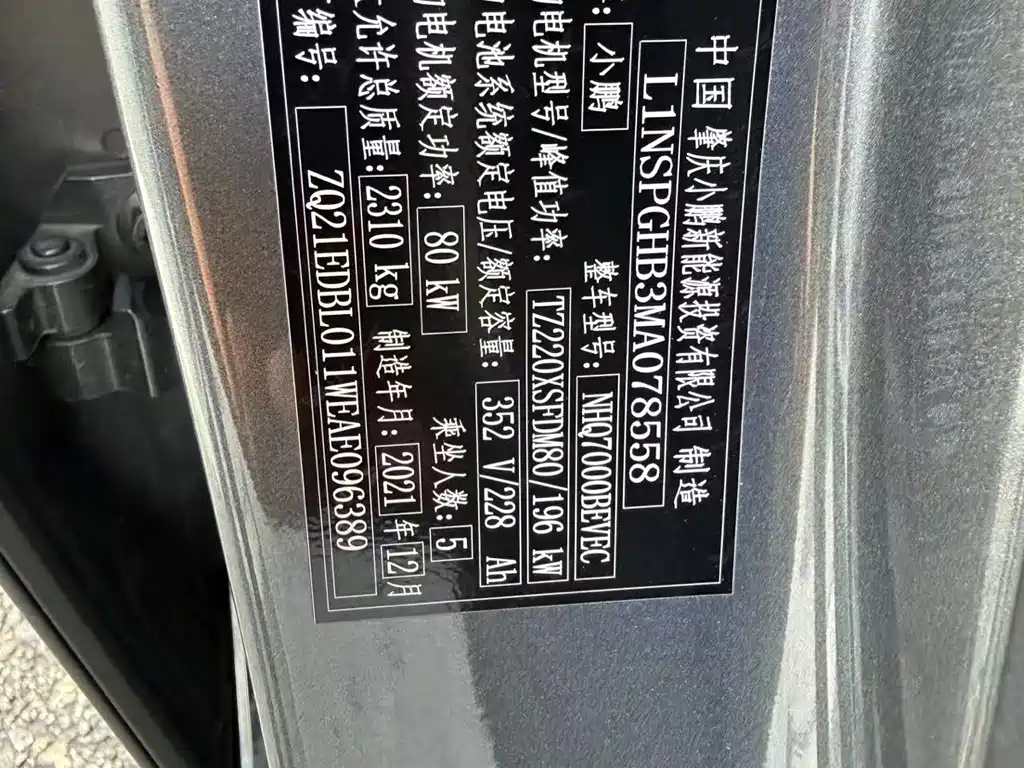 中国 肇庆小鹏新能源投资有限公司 制造
L1NSPGHB3MA078558
: 小鹏 整车型号: NHQ7000BEVEC
电机型号/峰值功率: TZ220XSFDM80/196 kW
电池系统额定电压/额定容量: 352 V/228 Ah
电机额定功率: 80 kW 乘坐人数: 5
允许总质量: 2310 kg 制造年月: 2021 年 12 月
编号: ZQ21EDBL011WEAE096389